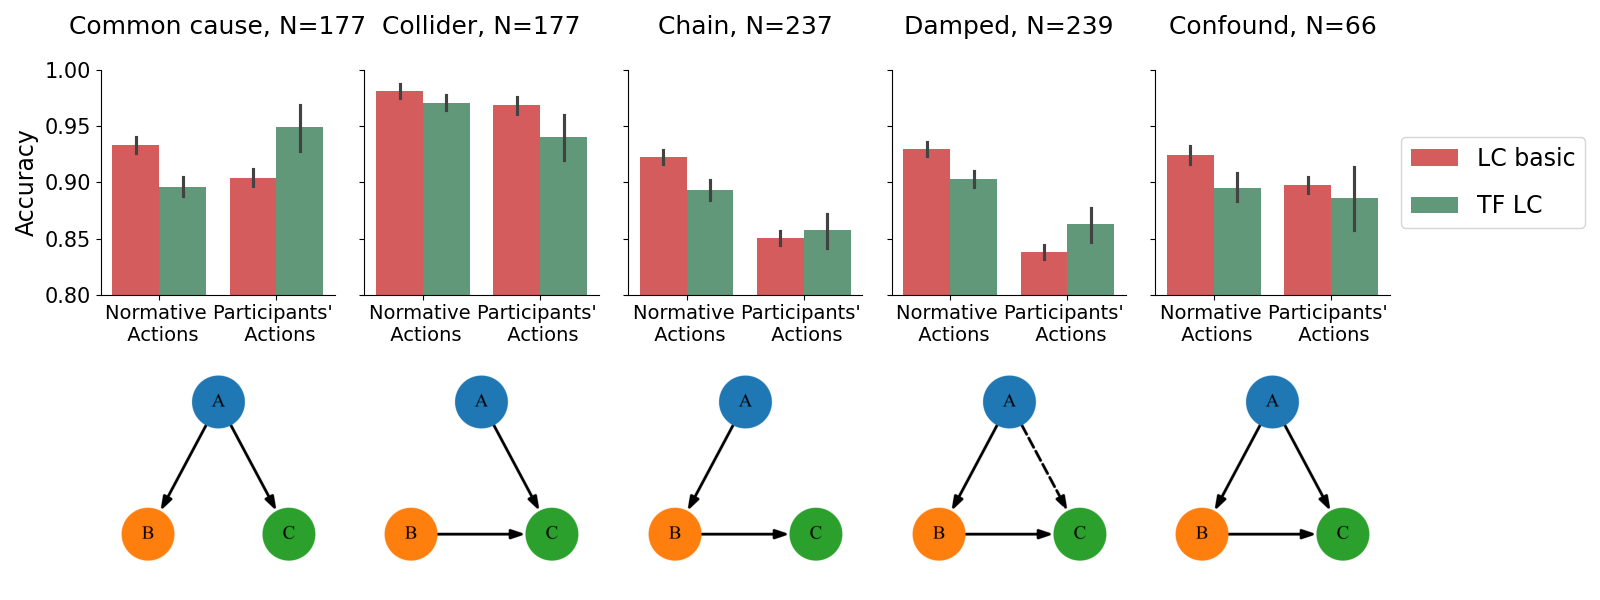 Common cause, N=177
Collider, N=177
Chain, N=237
Damped, N=239
Confound, N=66
Accuracy
1.00
0.95
0.90
0.85
0.80
Normative
Actions
Participants'
Actions
Normative
Actions
Participants'
Actions
Normative
Actions
Participants'
Actions
Normative
Actions
Participants'
Actions
Normative
Actions
Participants'
Actions
LC basic
TF LC
A
B
C
A
B
C
A
B
C
A
B
C
A
B
C